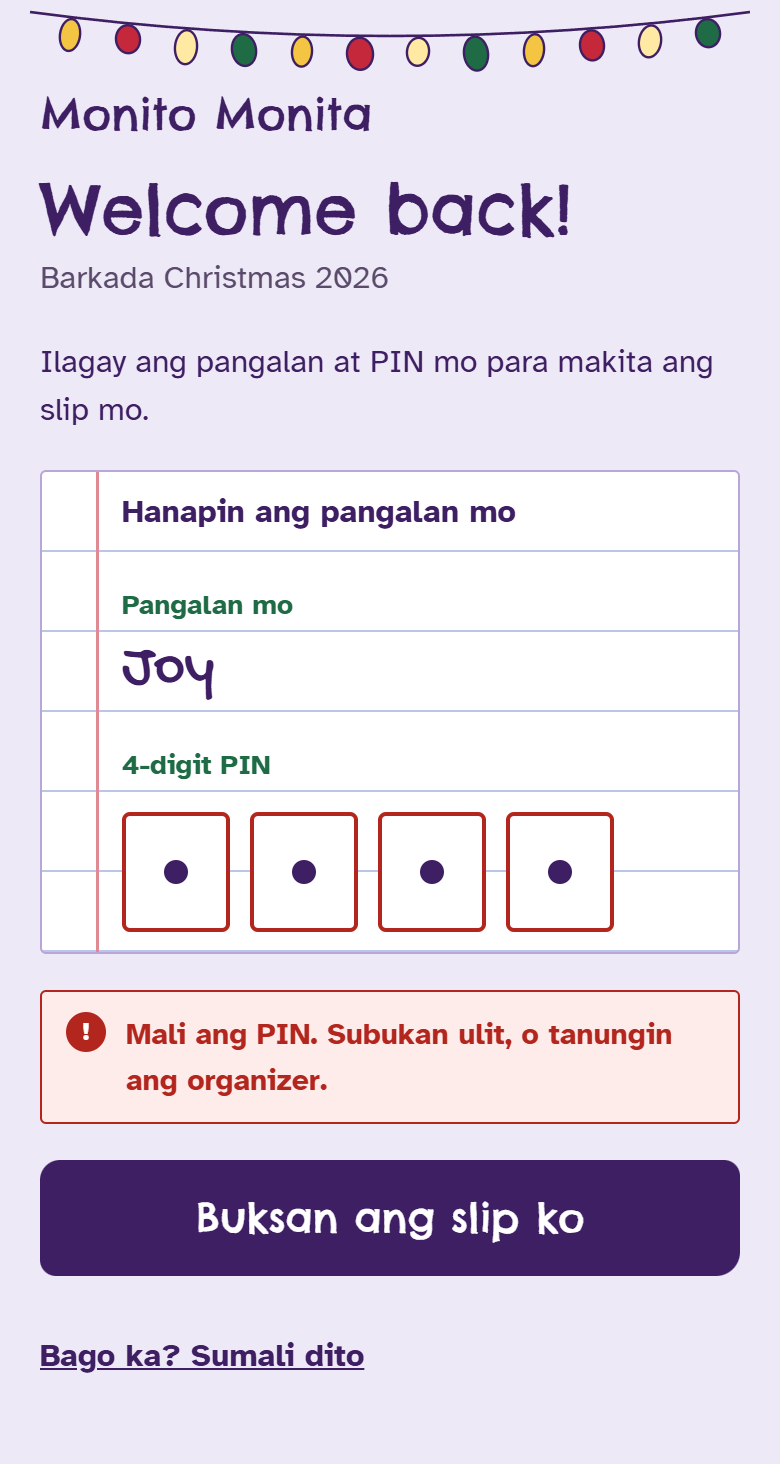 Monito Monita
Welcome back!
Barkada Christmas 2026
Ilagay ang pangalan at PIN mo para makita ang
slip mo.
Hanapin ang pangalan mo
Pangalan mo
Joy
4-digit PIN
!
Mali ang PIN. Subukan ulit, o tanungin
ang organizer.
Buksan ang slip ko
Bago ka? Sumali dito